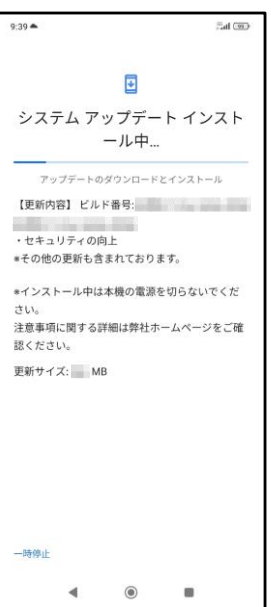 9:39
システム アップデート インスト
ール中...
アップデートのダウンロードとインストール
【更新内容】 ビルド番号:
・セキュリティの向上
※その他の更新も含まれております。
※インストール中は本機の電源を切らないでくだ
さい。
注意事項に関する詳細は弊社ホームページをご確
認ください。
更新サイズ: MB
一時停止